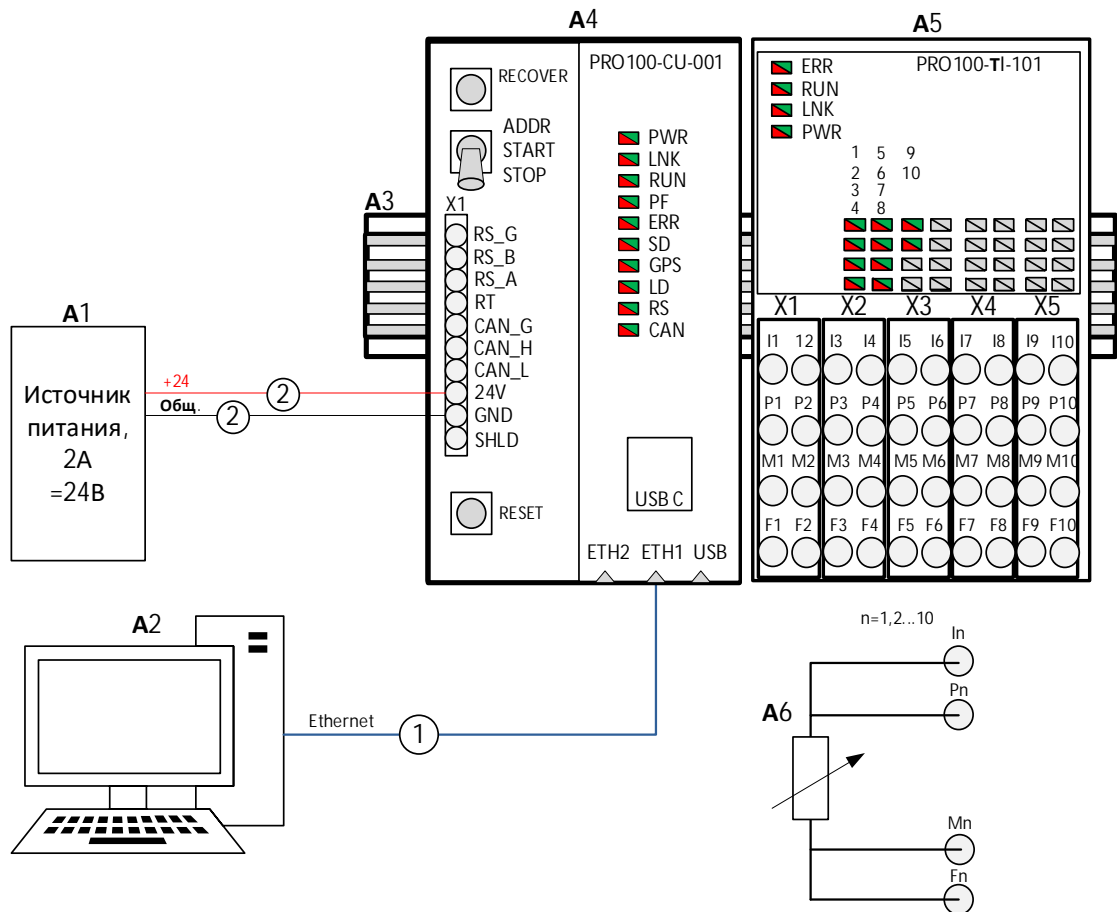 A4
A5
PRO100-CU-001
PRO100-TI-101
RECOVER
ADDR
START
STOP
A3
X1
RS_G
RS_B
RS_A
RT
CAN_G
CAN_H
CAN_L
24V
GND
SHLD
RESET
PWR
LNK
RUN
PF
ERR
SD
GPS
LD
RS
CAN
USB C
ETH2 ETH1 USB
ERR
RUN
LNK
PWR
1 5 9
2 6 10
3 7
4 8
X1 X2 X3 X4 X5
I1 12 I3 I4 I5 I6 I7 I8 I9 I10
P1 P2 P3 P4 P5 P6 P7 P8 P9 P10
M1 M2 M3 M4 M5 M6 M7 M8 M9 M10
F1 F2 F3 F4 F5 F6 F7 F8 F9 F10
A1
Источник
питания,
2А
=24В
+24
2
Общ.
2
A2
Ethernet
1
n=1,2...10
In
Pn
A6
Mn
Fn